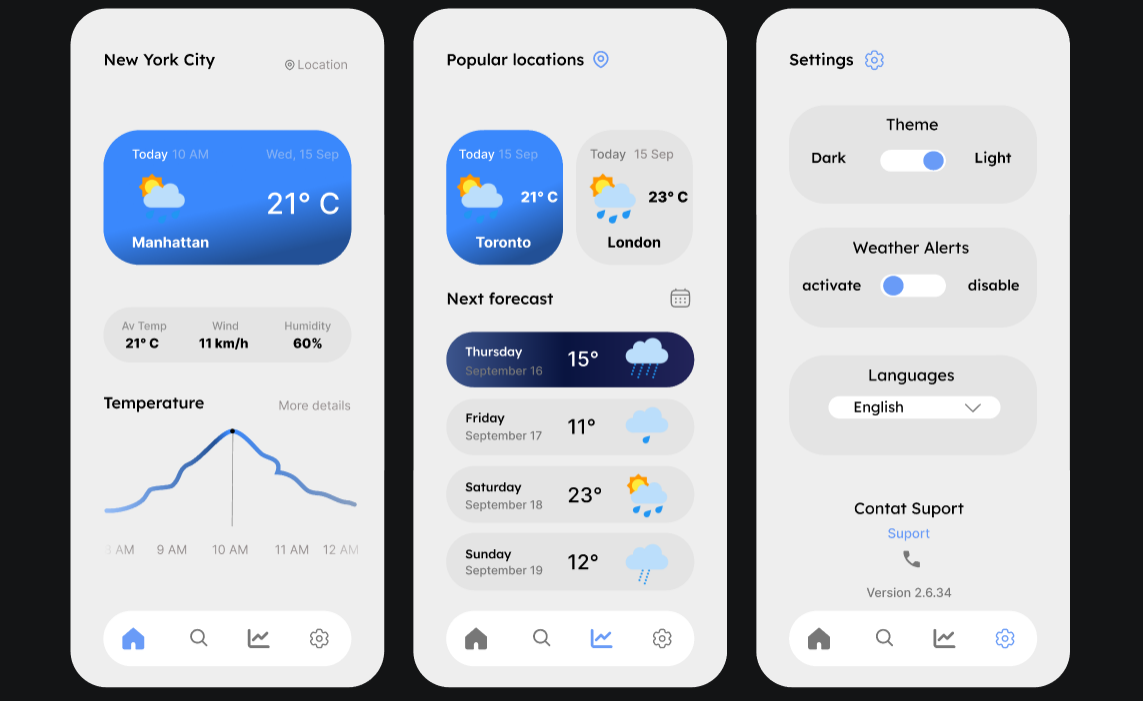 New York City
Location
Today 10 AM
Wed, 15 Sep
21° C
Manhattan
Av Temp
Wind
Humidity
21° C
11 km/h
60%
Temperature
More details
AM
9 AM
10 AM
11 AM
12 AM
Popular locations
Today 15 Sep
21° C
Toronto
Today 15 Sep
23° C
London
Next forecast
Thursday
September 16
15°
Friday
September 17
11°
Saturday
September 18
23°
Sunday
September 19
12°
Settings
Theme
Dark
Light
Weather Alerts
activate
disable
Languages
English
Contat Suport
Suport
Version 2.6.34